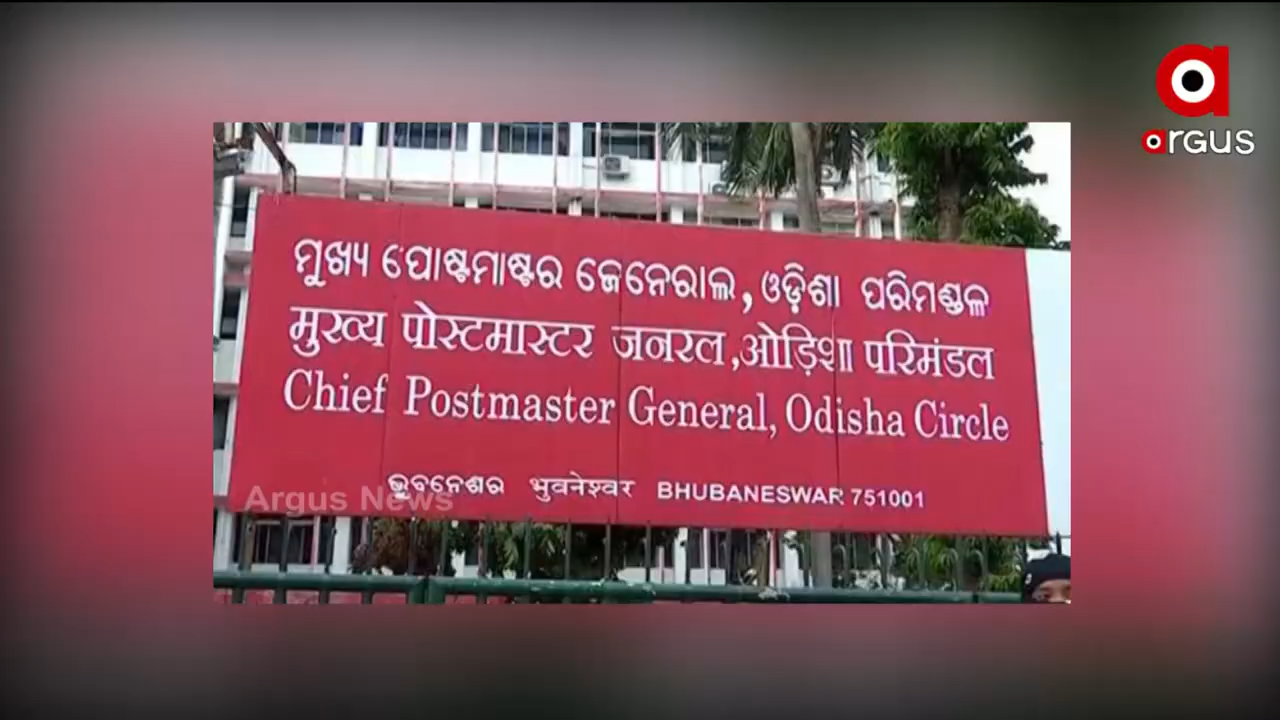 argus
ମୁଖ୍ୟ ପୋଷ୍ଟମାଷ୍ଟର ଜେନେରାଲ, ଓଡ଼ିଶା ପରିମଣ୍ଡଳ
मुख्य पोस्टमास्टर जनरल, ओड़िशा परिमंडल
Chief Postmaster General, Odisha Circle
ଭୁବନେଶର भुवनेश्वर BHUBANESWAR 751001
Argus News